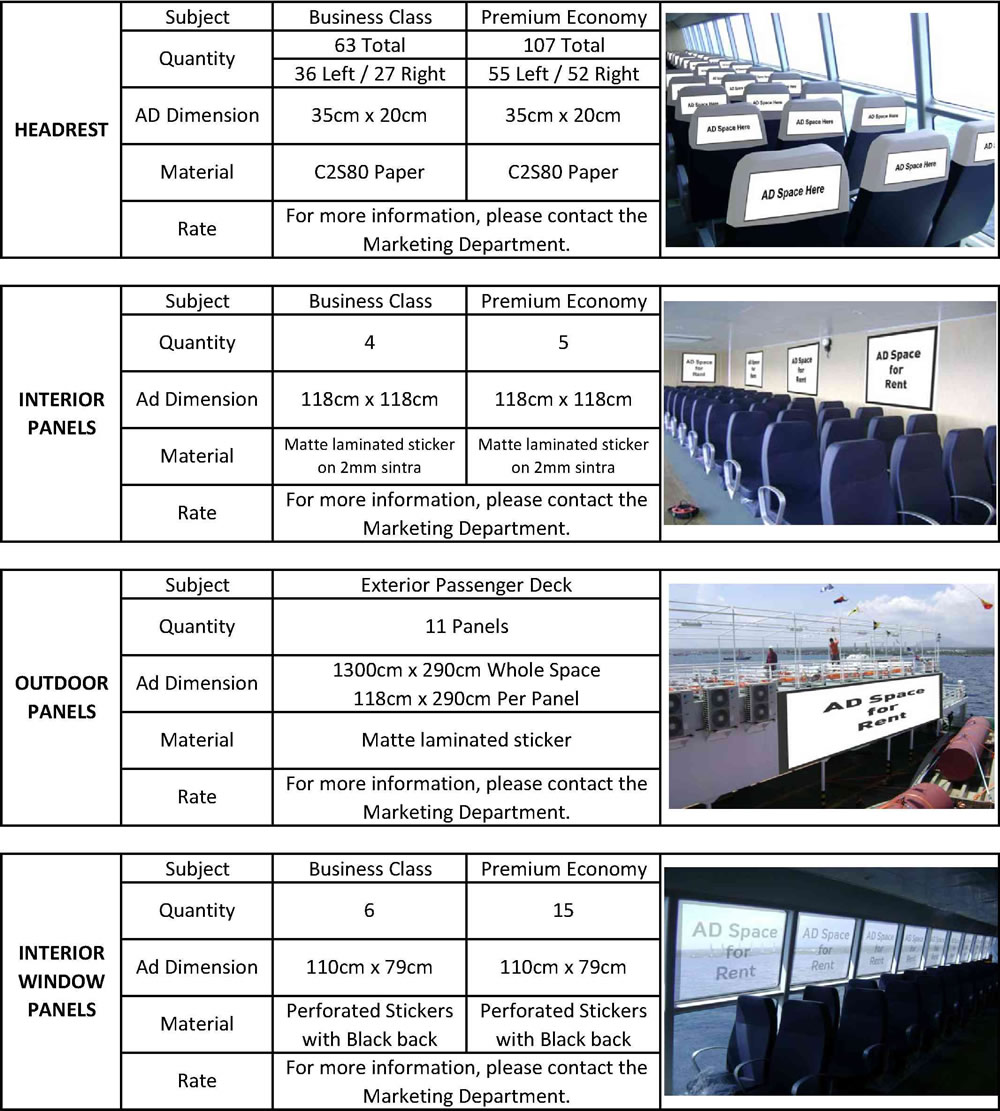 HEADREST
Subject
Business Class
Premium Economy
Quantity
63 Total
107 Total
36 Left / 27 Right
55 Left / 52 Right
AD Dimension
35cm x 20cm
35cm x 20cm
Material
C2S80 Paper
C2S80 Paper
Rate
For more information, please contact the
Marketing Department.
AD Space Here
AD Space Here
AD Space Here
AD Space Here
AD Space Here
INTERIOR
PANELS
Subject
Business Class
Premium Economy
Quantity
4
5
Ad Dimension
118cm x 118cm
118cm x 118cm
Material
Matte laminated sticker
on 2mm sintra
Matte laminated sticker
on 2mm sintra
Rate
For more information, please contact the
Marketing Department.
AD Space
for
Rent
AD Space
for
Rent
AD Space
for
Rent
AD Space
for
Rent
OUTDOOR
PANELS
Subject
Exterior Passenger Deck
Quantity
11 Panels
Ad Dimension
1300cm x 290cm Whole Space
118cm x 290cm Per Panel
Material
Matte laminated sticker
Rate
For more information, please contact the
Marketing Department.
AD Space
for
Rent
INTERIOR
WINDOW
PANELS
Subject
Business Class
Premium Economy
Quantity
6
15
Ad Dimension
110cm x 79cm
110cm x 79cm
Material
Perforated Stickers
with Black back
Perforated Stickers
with Black back
Rate
For more information, please contact the
Marketing Department.
AD Space
for
Rent
AD Space
for
Rent
AD Space
for
Rent